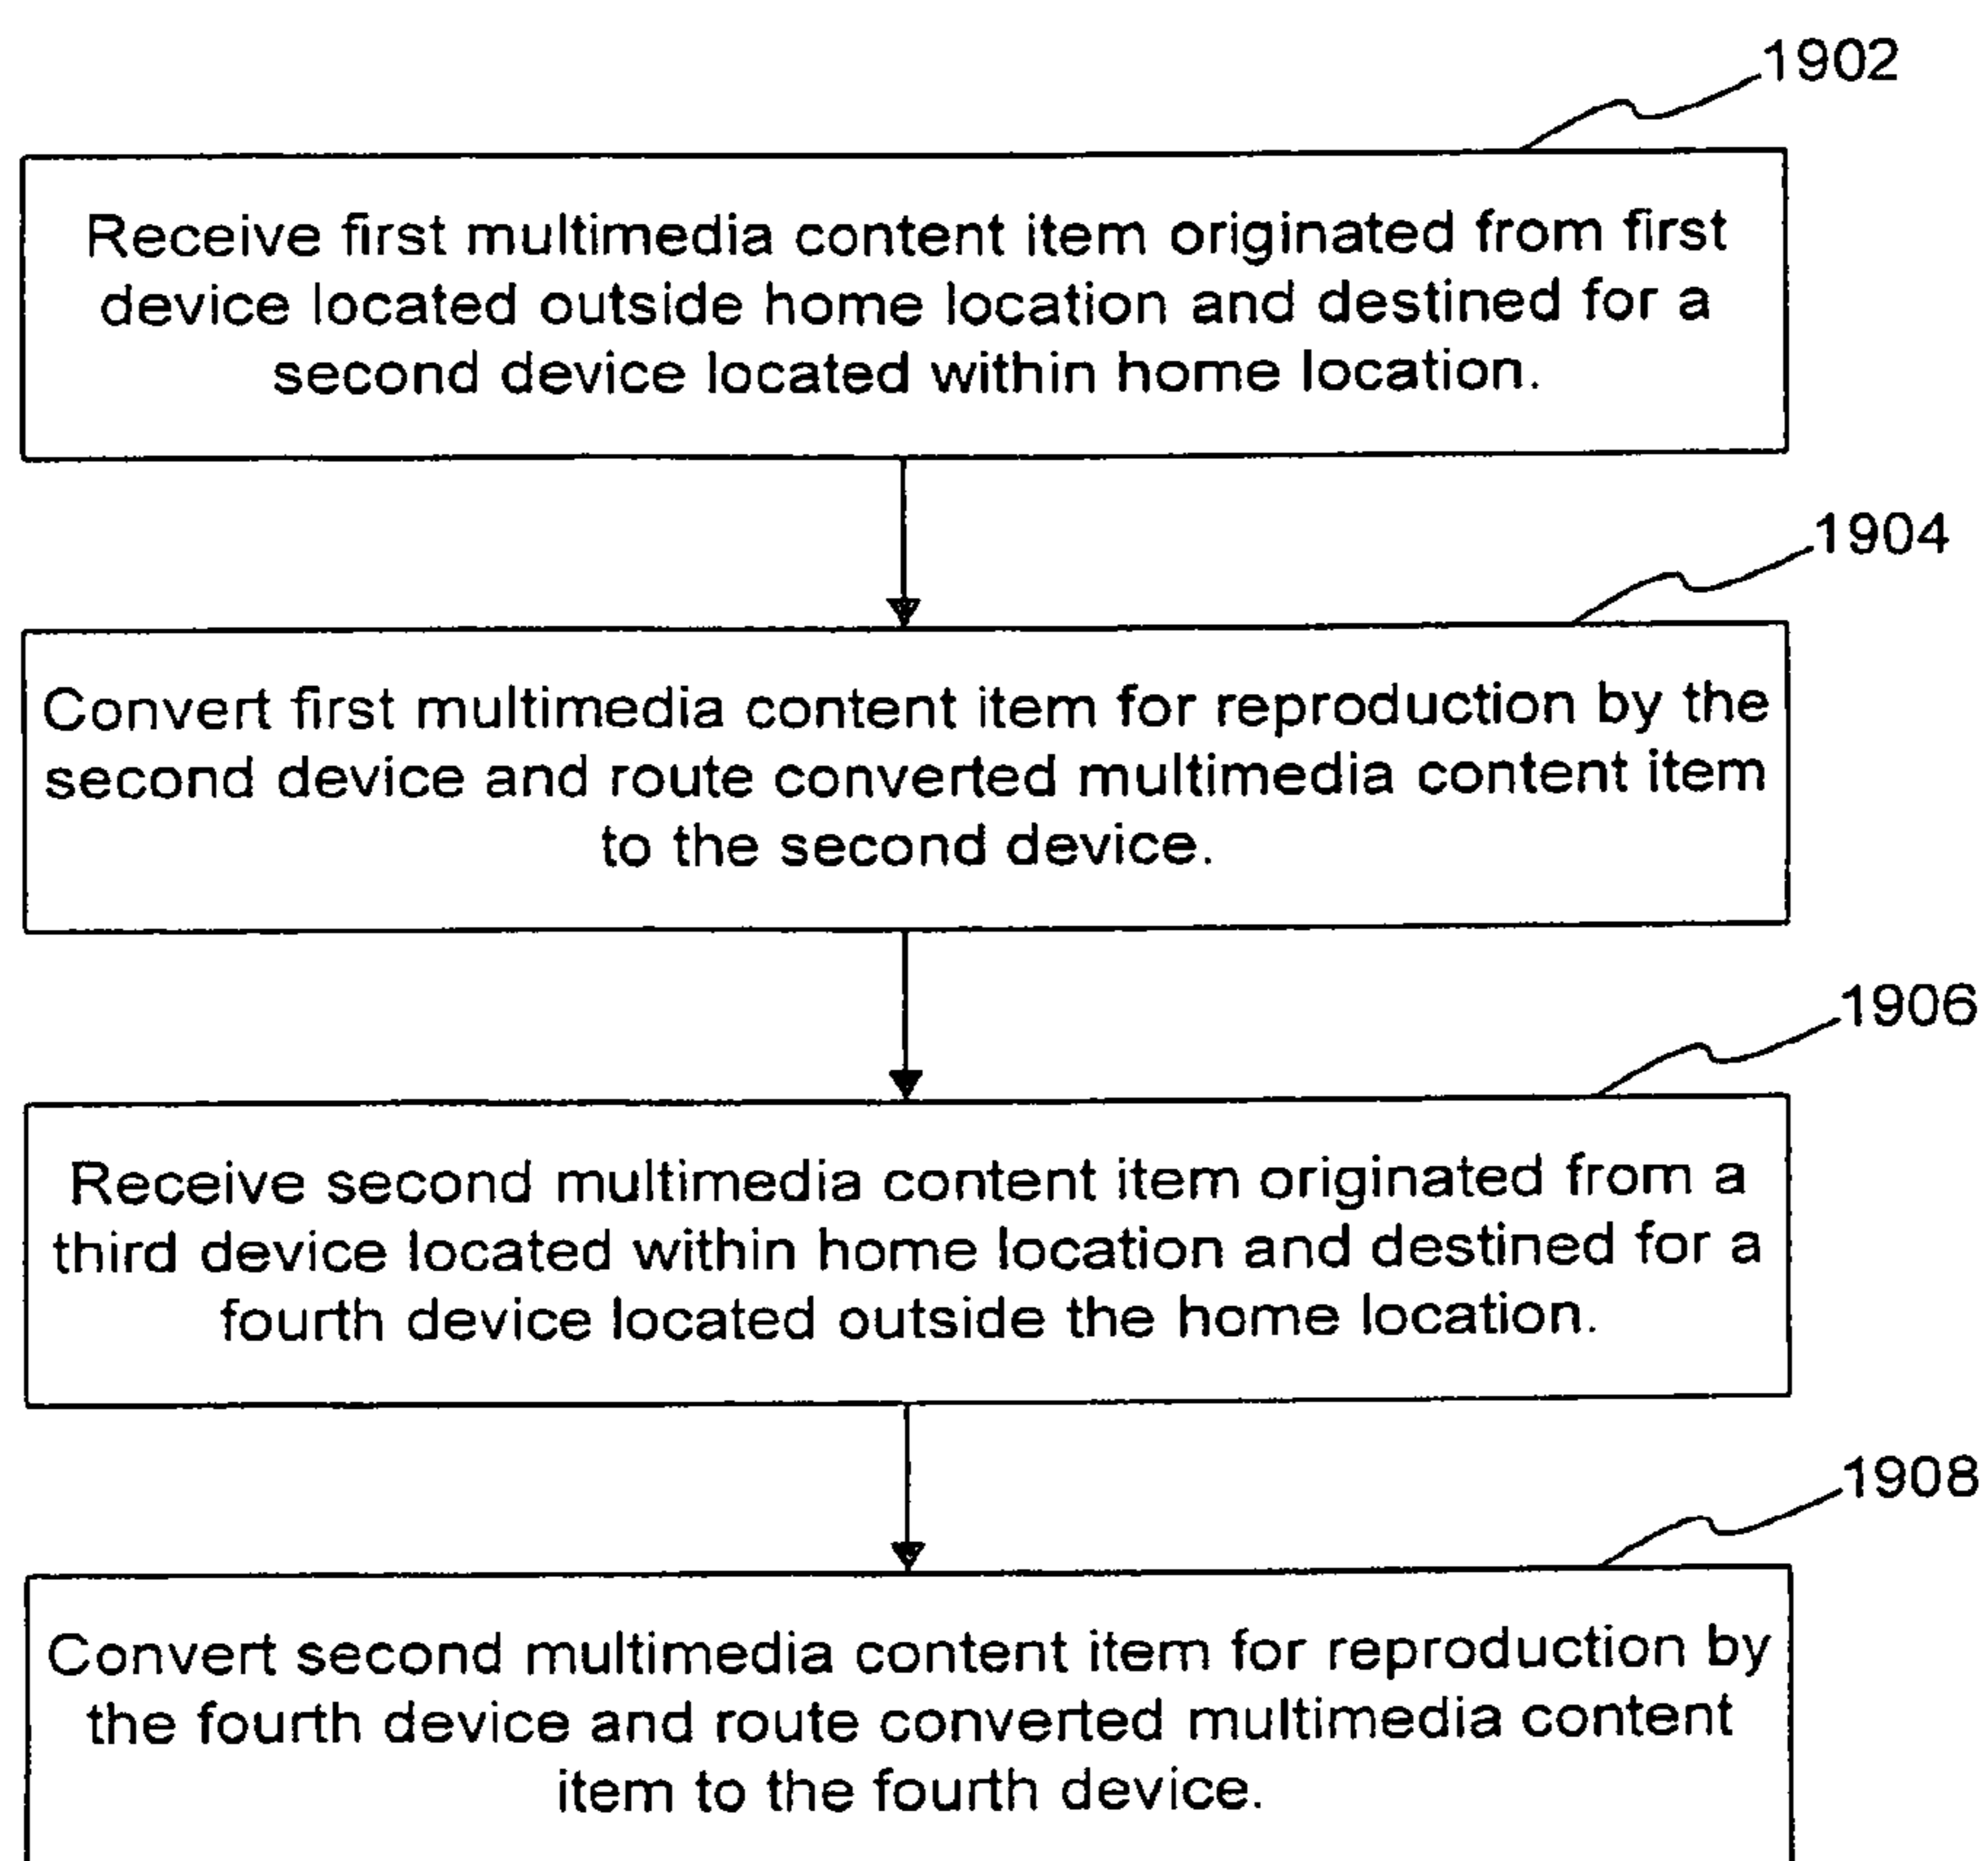 1902
Receive first multimedia content item originated from first
device located outside home location and destined for a
second device located within home location.
1904
Convert first multimedia content item for reproduction by the
second device and route converted multimedia content item
to the second device.
1906
Receive second multimedia content item originated from a
third device located within home location and destined for a
fourth device located outside the home location.
1908
Convert second multimedia content item for reproduction by
the fourth device and route converted multimedia content
item to the fourth device.